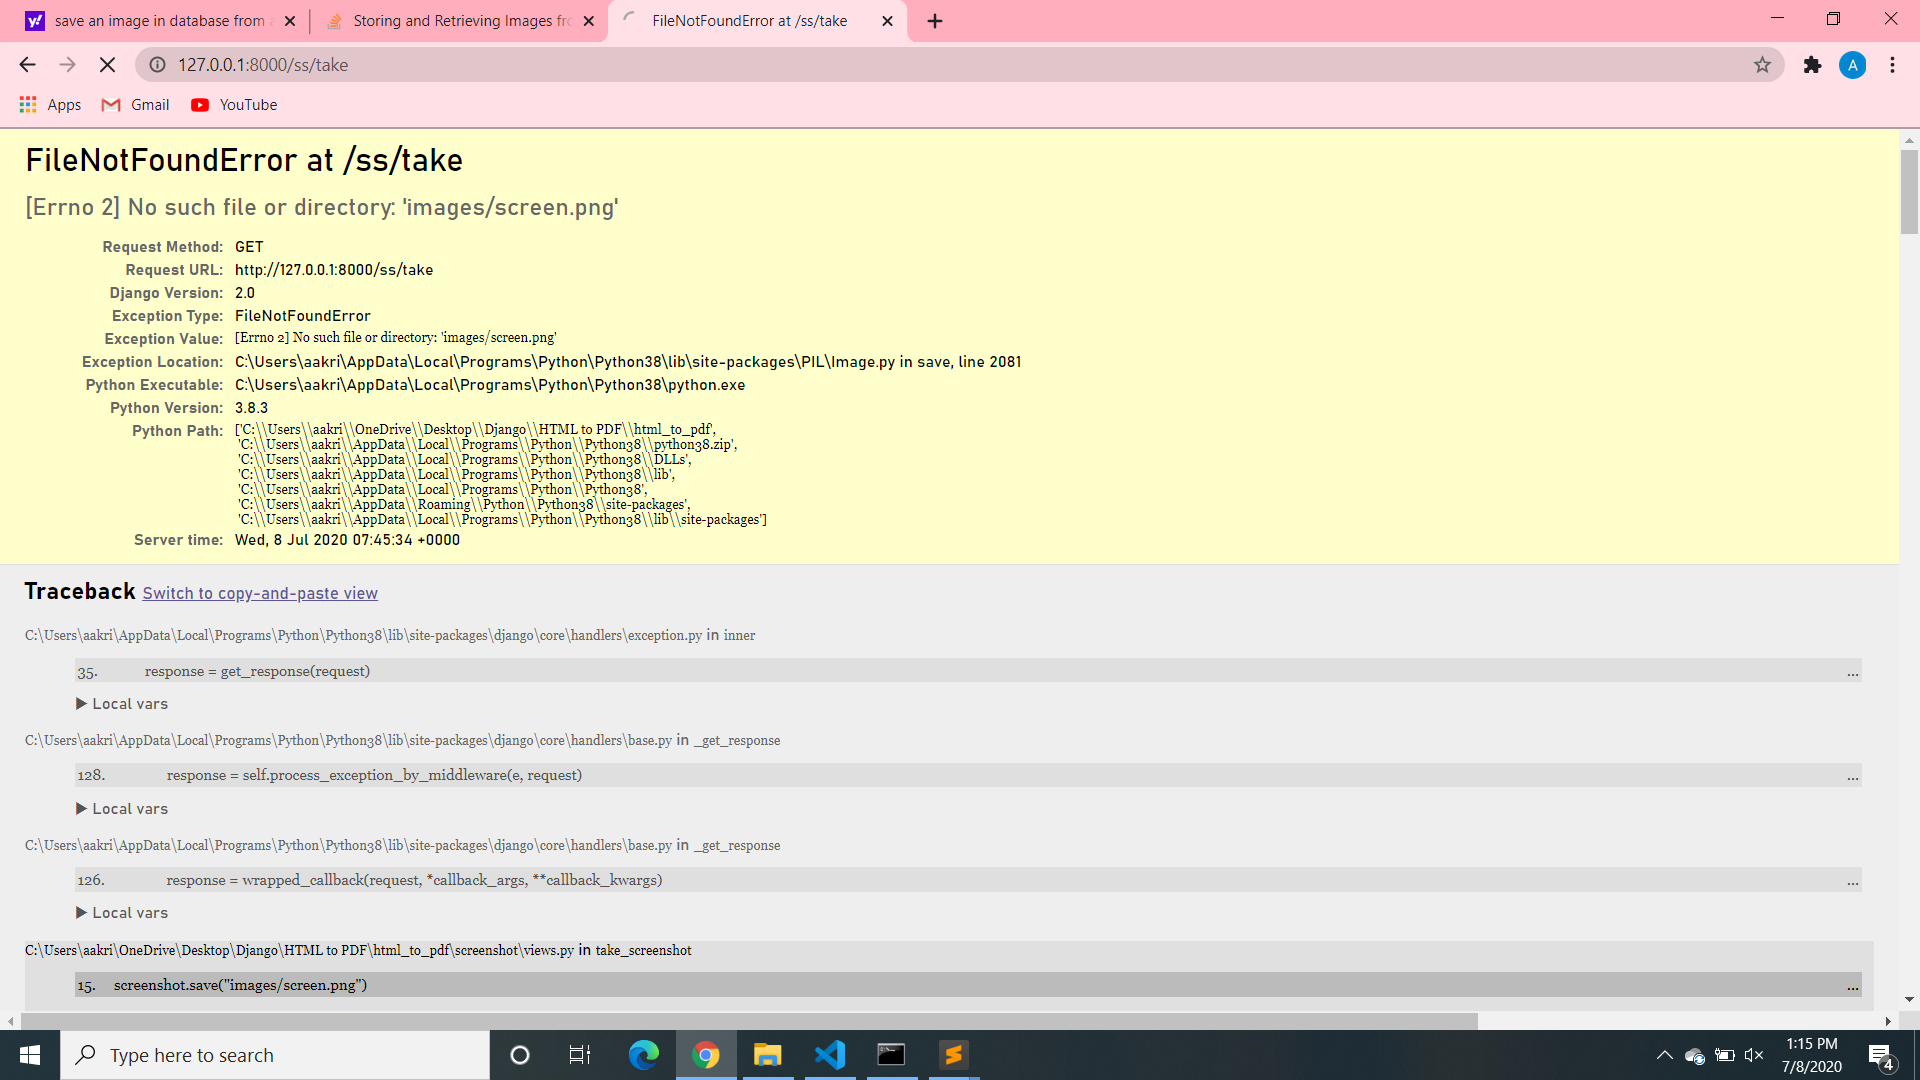 save an image in database from a
Storing and Retrieving Images fro
FileNotFoundError at /ss/take
127.0.0.1:8000/ss/take
A
Apps
Gmail
YouTube
FileNotFoundError at /ss/take
[Errno 2] No such file or directory: 'images/screen.png'
Request Method: GET
Request URL: http://127.0.0.1:8000/ss/take
Django Version: 2.0
Exception Type: FileNotFoundError
Exception Value: [Errno 2] No such file or directory: 'images/screen.png'
Exception Location: C:\Users\aakri\AppData\Local\Programs\Python\Python38\lib\site-packages\PIL\Image.py in save, line 2081
Python Executable: C:\Users\aakri\AppData\Local\Programs\Python\Python38\python.exe
Python Version: 3.8.3
Python Path: ['C:\\Users\\aakri\\OneDrive\\Desktop\\Django\\HTML to PDF\\html_to_pdf',
'C:\\Users\\aakri\\AppData\\Local\\Programs\\Python\\Python38\\python38.zip',
'C:\\Users\\aakri\\AppData\\Local\\Programs\\Python\\Python38\\DLLs',
'C:\\Users\\aakri\\AppData\\Local\\Programs\\Python\\Python38\\lib',
'C:\\Users\\aakri\\AppData\\Local\\Programs\\Python\\Python38',
'C:\\Users\\aakri\\AppData\\Roaming\\Python\\Python38\\site-packages',
'C:\\Users\\aakri\\AppData\\Local\\Programs\\Python\\Python38\\lib\\site-packages']
Server time: Wed, 8 Jul 2020 07:45:34 +0000
Traceback Switch to copy-and-paste view
C:\Users\aakri\AppData\Local\Programs\Python\Python38\lib\site-packages\django\core\handlers\exception.py in inner
35. response = get_response(request) ...
▶ Local vars
C:\Users\aakri\AppData\Local\Programs\Python\Python38\lib\site-packages\django\core\handlers\base.py in _get_response
128. response = self.process_exception_by_middleware(e, request) ...
▶ Local vars
C:\Users\aakri\AppData\Local\Programs\Python\Python38\lib\site-packages\django\core\handlers\base.py in _get_response
126. response = wrapped_callback(request, *callback_args, **callback_kwargs) ...
▶ Local vars
C:\Users\aakri\OneDrive\Desktop\Django\HTML to PDF\html_to_pdf\screenshot\views.py in take_screenshot
15. screenshot.save("images/screen.png") ...
Type here to search
1:15 PM
7/8/2020
4